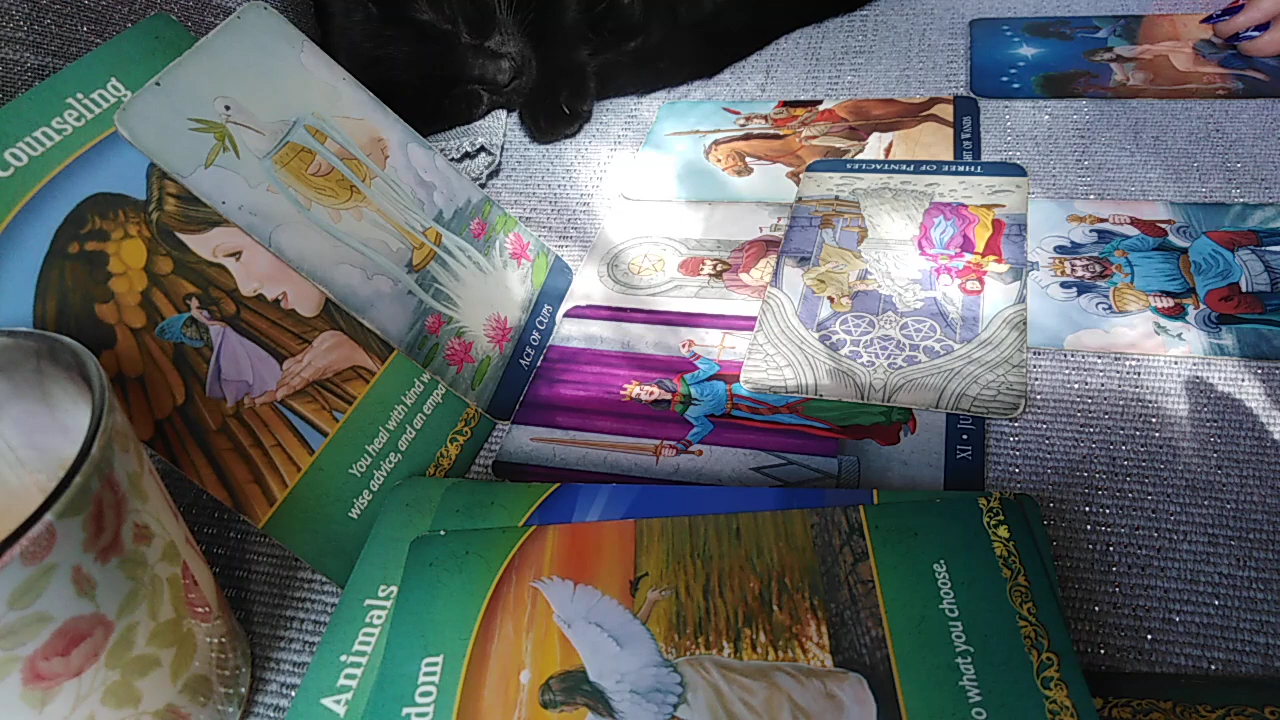 Counseling
You heal with kind w
wise advice, and an empa
ACE OF CUPS
HT OF WANDS
THREE OF PENTACLES
XI • JU
Animals
dom
o what you choose.